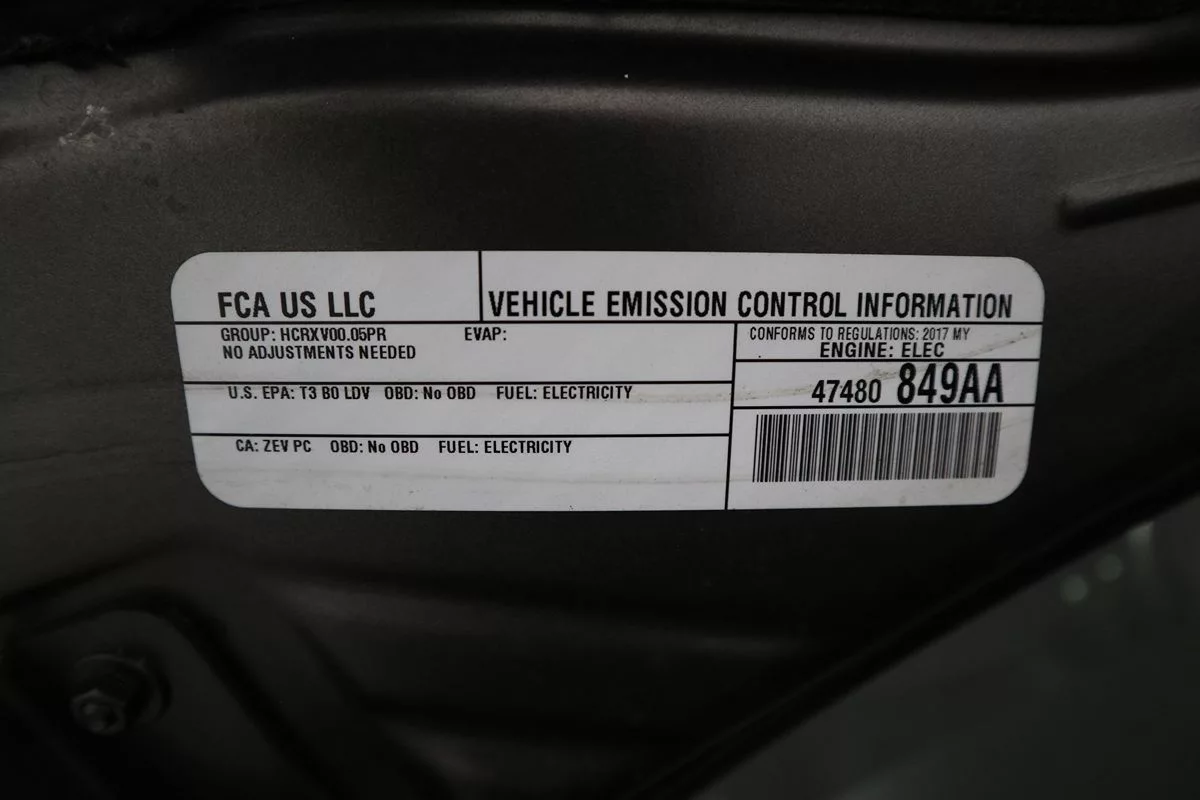 FCA US LLC
VEHICLE EMISSION CONTROL INFORMATION
GROUP: HCRXV00.05PR EVAP:
NO ADJUSTMENTS NEEDED
CONFORMS TO REGULATIONS: 2017 MY
ENGINE: ELEC
U.S. EPA: T3 B0 LDV OBD: No OBD FUEL: ELECTRICITY
47480 849AA
CA: ZEV PC OBD: No OBD FUEL: ELECTRICITY